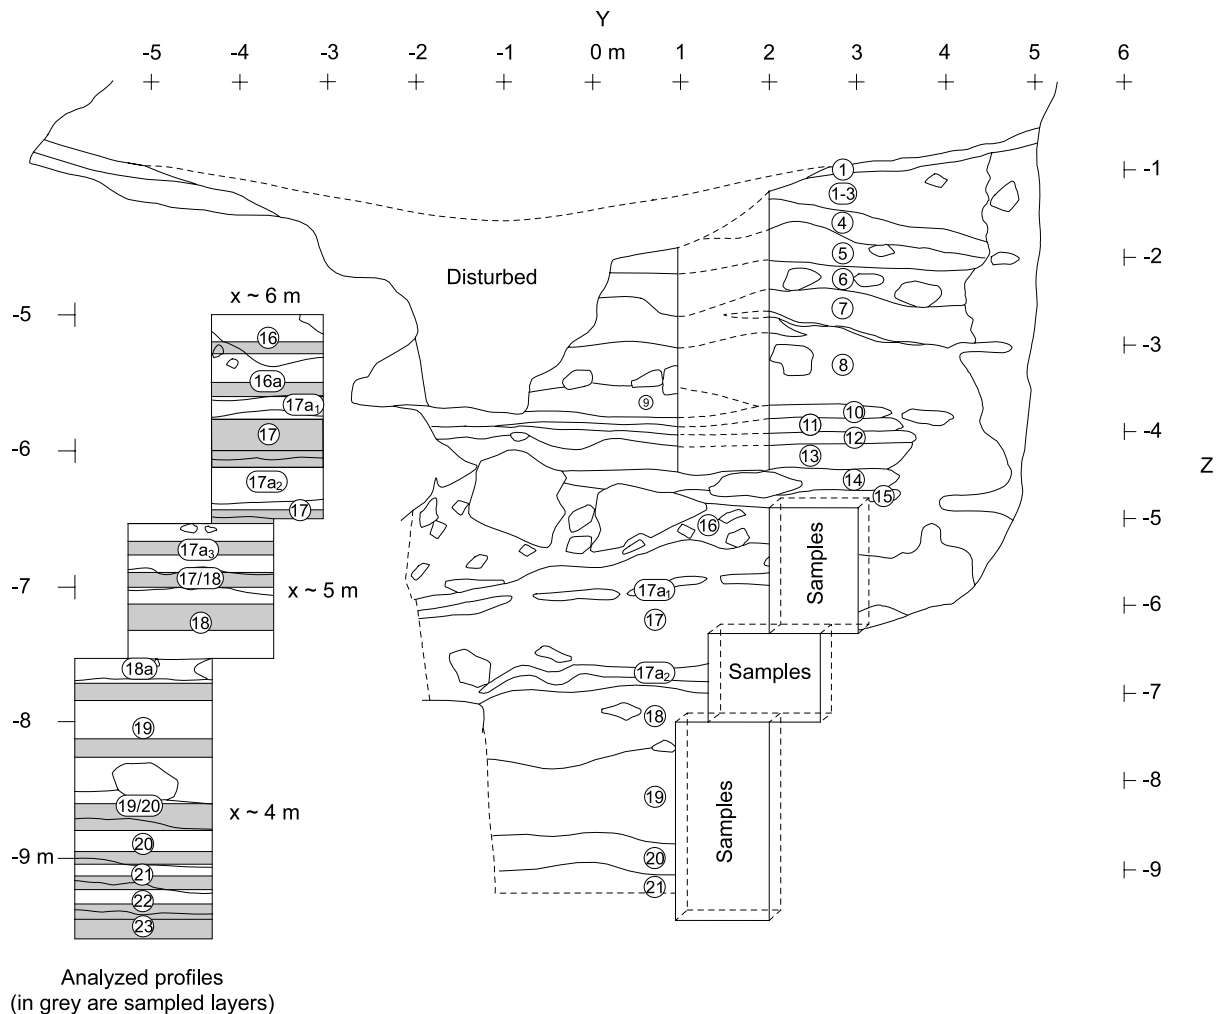 Y
-5 -4 -3 -2 -1 0 m 1 2 3 4 5 6
1
-1
1-3
4
5
-2
Disturbed
6
x ~ 6 m
7
-5
16
-3
8
16a
17a1
9
10
17
11
-4
12
-6
13
Z
17a2
14
15
17
16
-5
Samples
17a3
17/18
-7
x ~ 5 m
17a1
-6
18
17
18a
17a2
Samples
-7
18
-8
19
-8
19
19/20
x ~ 4 m
Samples
20
-9 m
20
-9
21
21
22
23
Analyzed profiles
(in grey are sampled layers)